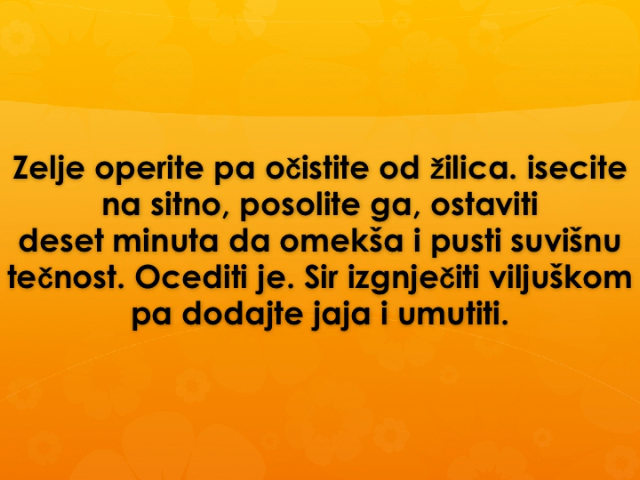 Zelje operite pa očistite od žilica. isecite
na sitno, posolite ga, ostaviti
deset minuta da omekša i pusti suvišnu
tečnost. Ocediti je. Sir izgnječiti viljuškom
pa dodajte jaja i umutiti.